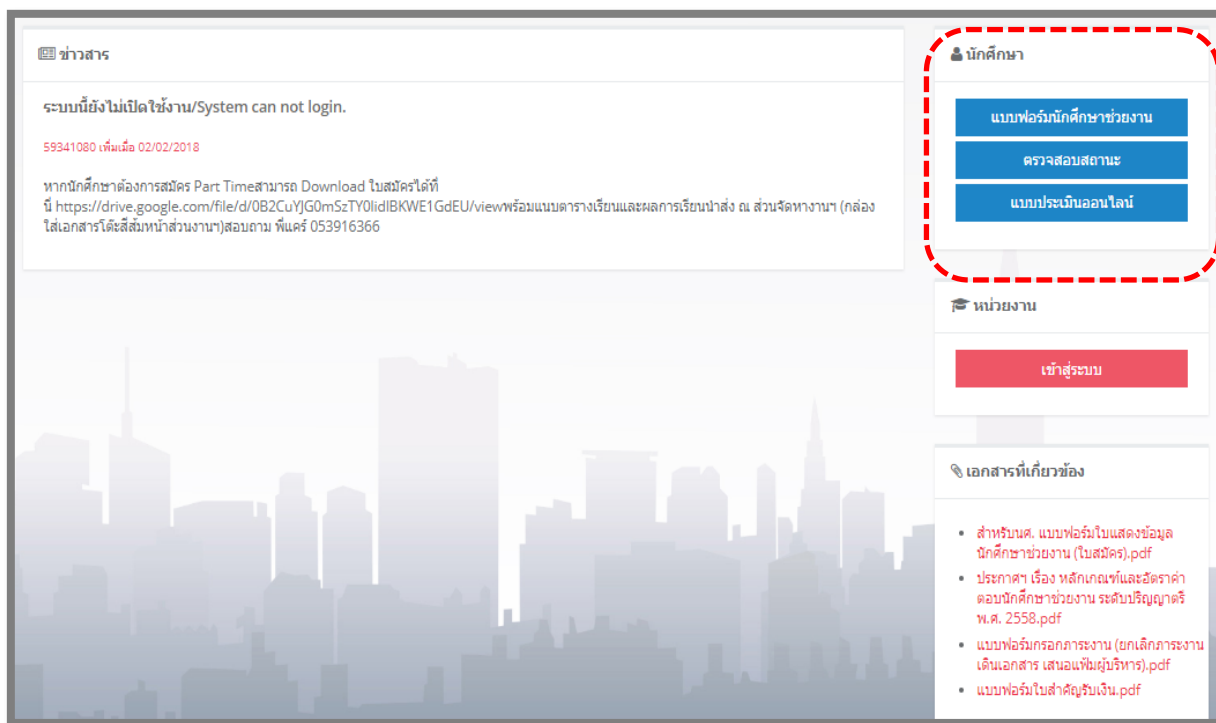 ข่าวสาร
ระบบนี้ยังไม่เปิดใช้งาน/System can not login.
59341080 เพิ่มเมื่อ 02/02/2018
หากนักศึกษาต้องการสมัคร Part Timeสามารถ Download ใบสมัครได้ที่
นี่ https://drive.google.com/file/d/0B2CuYJG0mSzTY0lidlBKWE1GdEU/viewพร้อมแนบตารางเรียนและผลการเรียนนำส่ง ณ ส่วนจัดหางานฯ (กล่อง
ใส่เอกสารโต๊ะสีส้มหน้าส่วนงานฯ)สอบถาม พี่แคร์ 053916366
นักศึกษา
แบบฟอร์มนักศึกษาช่วยงาน
ตรวจสอบสถานะ
แบบประเมินออนไลน์
หน่วยงาน
เข้าสู่ระบบ
เอกสารที่เกี่ยวข้อง
สำหรับนศ. แบบฟอร์มใบแสดงข้อมูล
นักศึกษาช่วยงาน (ใบสมัคร).pdf
ประกาศฯ เรื่อง หลักเกณฑ์และอัตราค่า
ตอบนักศึกษาช่วยงาน ระดับปริญญาตรี
พ.ศ. 2558.pdf
แบบฟอร์มกรอกภาระงาน (ยกเลิกภาระงาน
เดินเอกสาร เสนอแฟ้มผู้บริหาร).pdf
แบบฟอร์มใบสำคัญรับเงิน.pdf